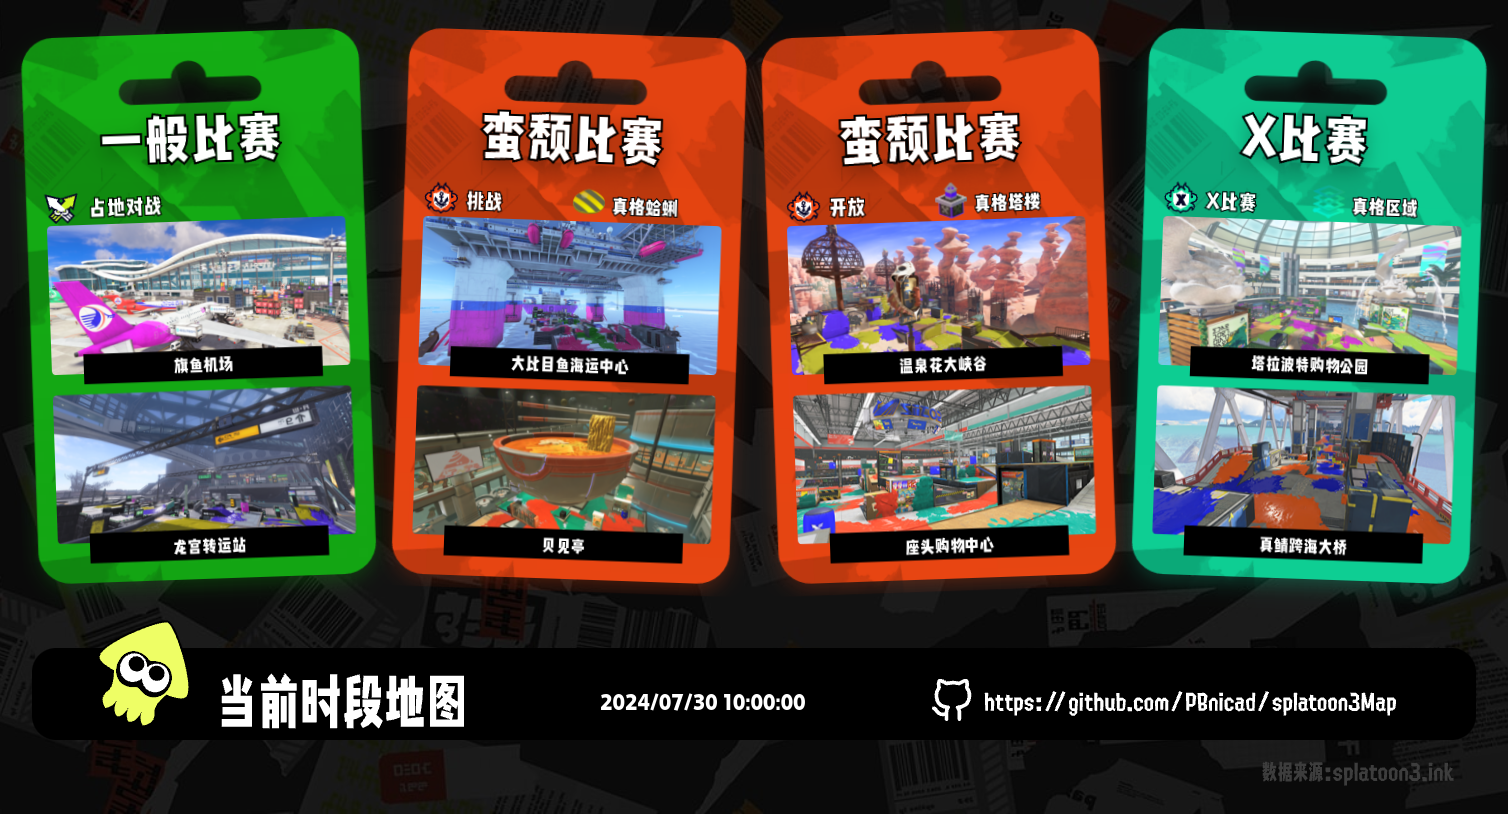 一般比赛
占地对战
旗鱼机场
龙宫转运站
蛮颓比赛
挑战
真格蛤蜊
大比目鱼海运中心
贝见亭
蛮颓比赛
开放
真格塔楼
温泉花大峡谷
座头购物中心
X比赛
X比赛
真格区域
塔拉波特购物公园
真鲭跨海大桥
当前时段地图
2024/07/30 10:00:00
https://github.com/PBnicad/splatoon3Map
数据来源:splatoon3.ink